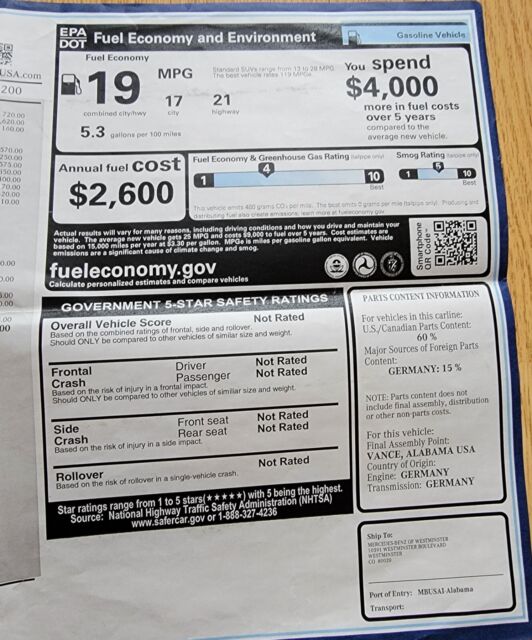 EPA
DOT
Fuel Economy and Environment
Gasoline Vehicle
USA.com
200
Fuel Economy
19
MPG
Standard SUVs range from 13 to 28 MPG.
The best vehicle rates 119 MPGe.
17
city
21
highway
combined city/hwy
5.3 gallons per 100 miles
You spend
$4,000
more in fuel costs
over 5 years
compared to the
average new vehicle.
Annual fuel COST
$2,600
Fuel Economy & Greenhouse Gas Rating (tailpipe only)
1
4
10
Best
Smog Rating (tailpipe only)
1
5
10
Best
This vehicle emits 460 grams CO2 per mile. The best emits 0 grams per mile (tailpipe only). Producing and
distributing fuel also create emissions; learn more at fueleconomy.gov.
Actual results will vary for many reasons, including driving conditions and how you drive and maintain your
vehicle. The average new vehicle gets 25 MPG and costs $9,000 to fuel over 5 years. Cost estimates are
based on 15,000 miles per year at $3.30 per gallon. MPGe is miles per gasoline gallon equivalent. Vehicle
emissions are a significant cause of climate change and smog.
fueleconomy.gov
Calculate personalized estimates and compare vehicles
Smartphone
QR Code™
GOVERNMENT 5-STAR SAFETY RATINGS
Overall Vehicle Score
Not Rated
Based on the combined ratings of frontal, side and rollover.
Should ONLY be compared to other vehicles of similar size and weight.
Frontal
Crash
Driver
Passenger
Not Rated
Not Rated
Based on the risk of injury in a frontal impact.
Should ONLY be compared to other vehicles of similar size and weight.
Side
Crash
Front seat
Rear seat
Not Rated
Not Rated
Based on the risk of injury in a side impact.
Rollover
Not Rated
Based on the risk of rollover in a single-vehicle crash.
Star ratings range from 1 to 5 stars(★★★★★) with 5 being the highest.
Source: National Highway Traffic Safety Administration (NHTSA)
www.safercar.gov or 1-888-327-4236
PARTS CONTENT INFORMATION
For vehicles in this carline:
U.S./Canadian Parts Content:
60 %
Major Sources of Foreign Parts
Content:
GERMANY: 15 %
NOTE: Parts content does not
include final assembly, distribution
or other non-parts costs.
For this vehicle:
Final Assembly Point:
VANCE, ALABAMA USA
Country of Origin:
Engine: GERMANY
Transmission: GERMANY
Ship To:
MERCEDES-BENZ OF WESTMINSTER
10391 WESTMINSTER BOULEVARD
WESTMINSTER
CO 80020
Port of Entry: MBUSAI-Alabama
Transport: